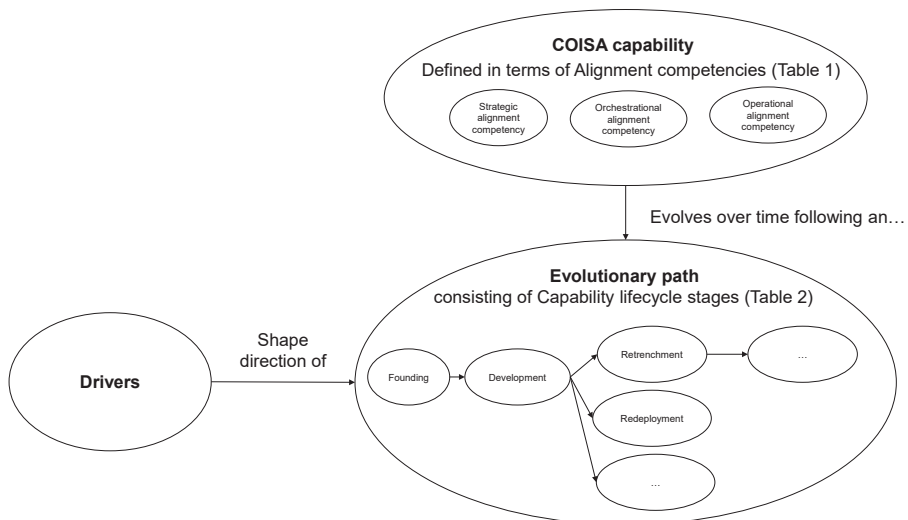 COISA capability
Defined in terms of Alignment competencies (Table 1)
Strategic
alignment
competency
Orchestrational
alignment
competency
Operational
alignment
competency
Evolves over time following an…
Evolutionary path
consisting of Capability lifecycle stages (Table 2)
Drivers
Shape
direction of
Founding
Development
Retrenchment
…
Redeployment
…